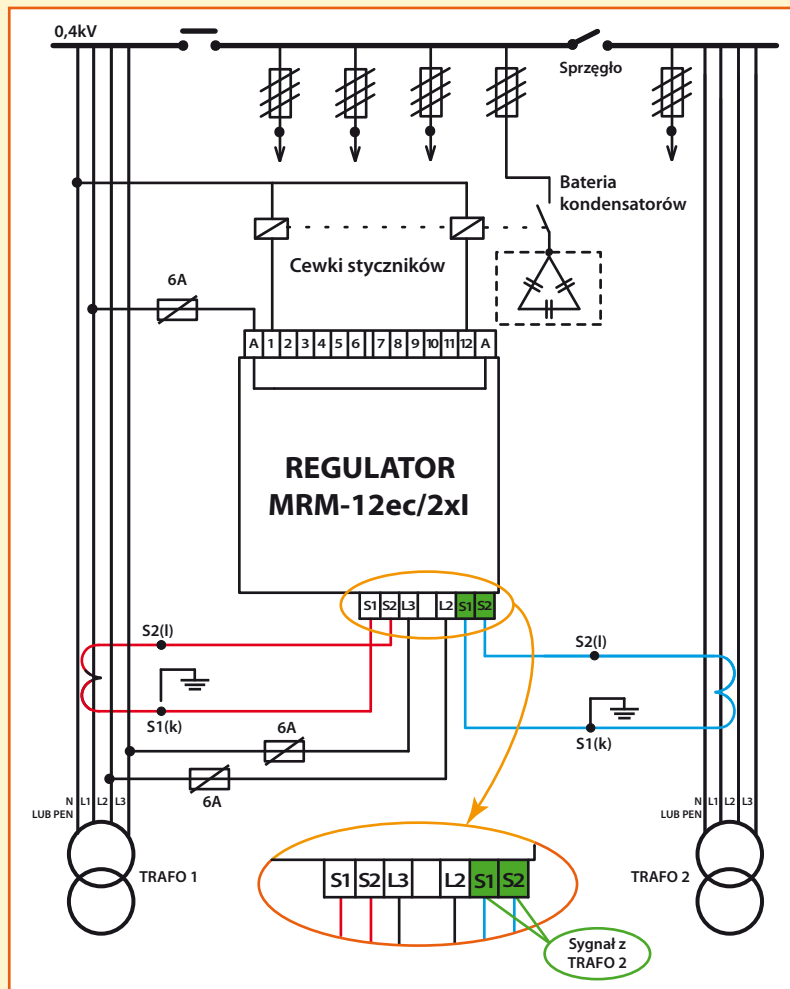 0,4kV
Sprzęgło
Bateria
kondensatorów
Cewki styczników
6A
A 1 2 3 4 5 6 7 8 9 10 11 12 A
REGULATOR
MRM-12ec/2xI
S1 S2 L3 L2 S1 S2
S2(l)
S2(l)
S1(k)
S1(k)
6A
6A
N L1 L2 L3
LUB PEN
N L1 L2 L3
LUB PEN
TRAFO 1
TRAFO 2
S1 S2 L3 L2 S1 S2
Sygnał z
TRAFO 2